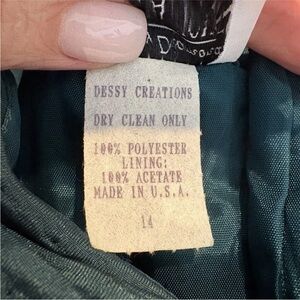 DESSY CREATIONS
DRY CLEAN ONLY
100% POLYESTER
LINING:
100% ACETATE
MADE IN U.S.A.
14